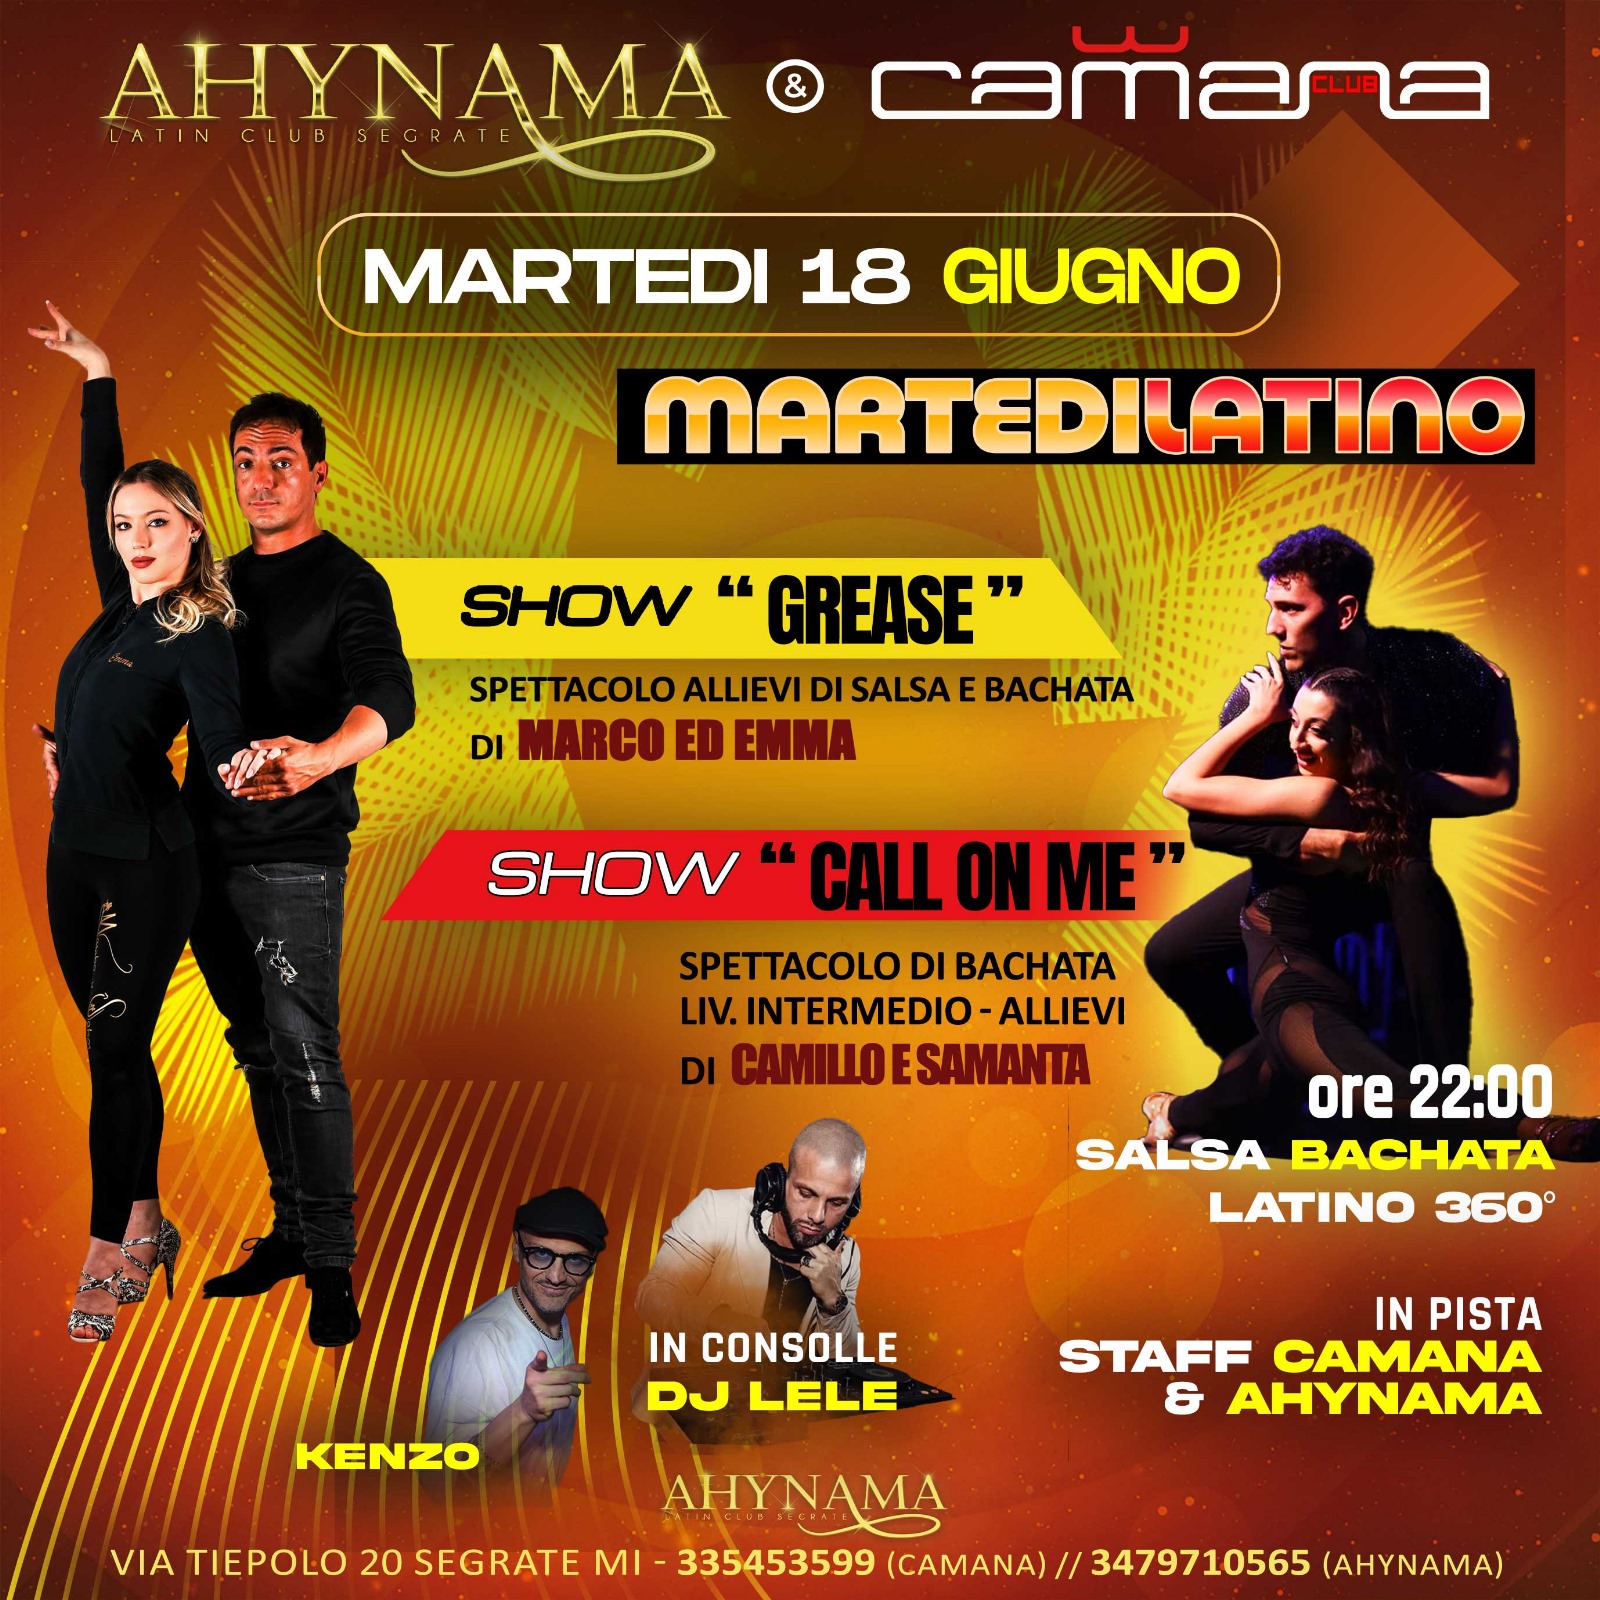 AHYNAMA & camana
CLUB
LATIN CLUB SEGRATE
MARTEDI 18 GIUGNO
MARTEDILATINO
SHOW “ GREASE ”
SPETTACOLO ALLIEVI DI SALSA E BACHATA
DI MARCO ED EMMA
Emma
SHOW “ CALL ON ME ”
SPETTACOLO DI BACHATA
LIV. INTERMEDIO - ALLIEVI
DI CAMILLO E SAMANTA
ore 22:00
SALSA BACHATA
LATINO 360°
IN PISTA
STAFF CAMANA
& AHYNAMA
IN CONSOLLE
DJ LELE
KENZO
AHYNAMA
LATIN CLUB SEGRATE
VIA TIEPOLO 20 SEGRATE MI - 335453599 (CAMANA) // 3479710565 (AHYNAMA)